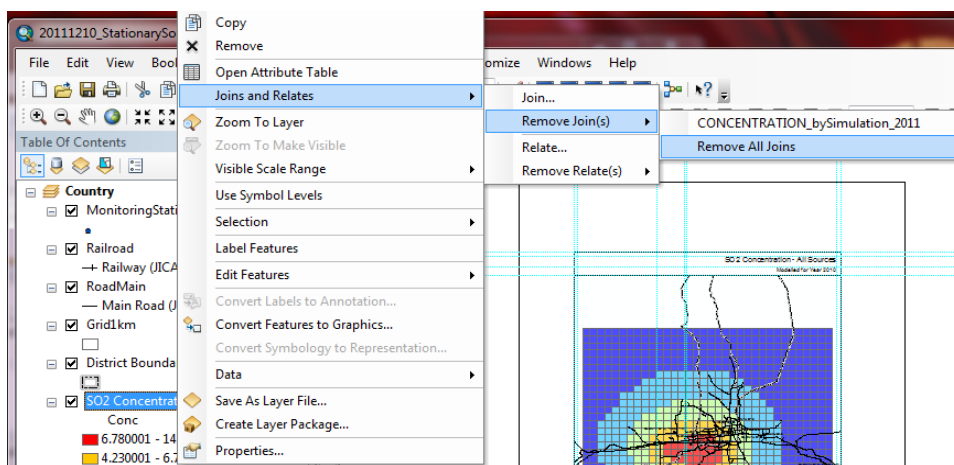 20111210_StationarySo
File Edit View Bool
omize Windows Help
Table Of Contents
Country
MonitoringStati
Railroad
Railway (JICA
RoadMain
Main Road (J
Grid1km
District Bounda
SO2 Concentrat
Conc
6.780001 - 14
4.230001 - 6.7
Copy
Remove
Open Attribute Table
Joins and Relates
Zoom To Layer
Zoom To Make Visible
Visible Scale Range
Use Symbol Levels
Selection
Label Features
Edit Features
Convert Labels to Annotation...
Convert Features to Graphics...
Convert Symbology to Representation...
Data
Save As Layer File...
Create Layer Package...
Properties...
Join...
Remove Join(s)
Relate...
Remove Relate(s)
CONCENTRATION_bySimulation_2011
Remove All Joins
SO2 Concentration - All Sources
Modelled for Year 2010